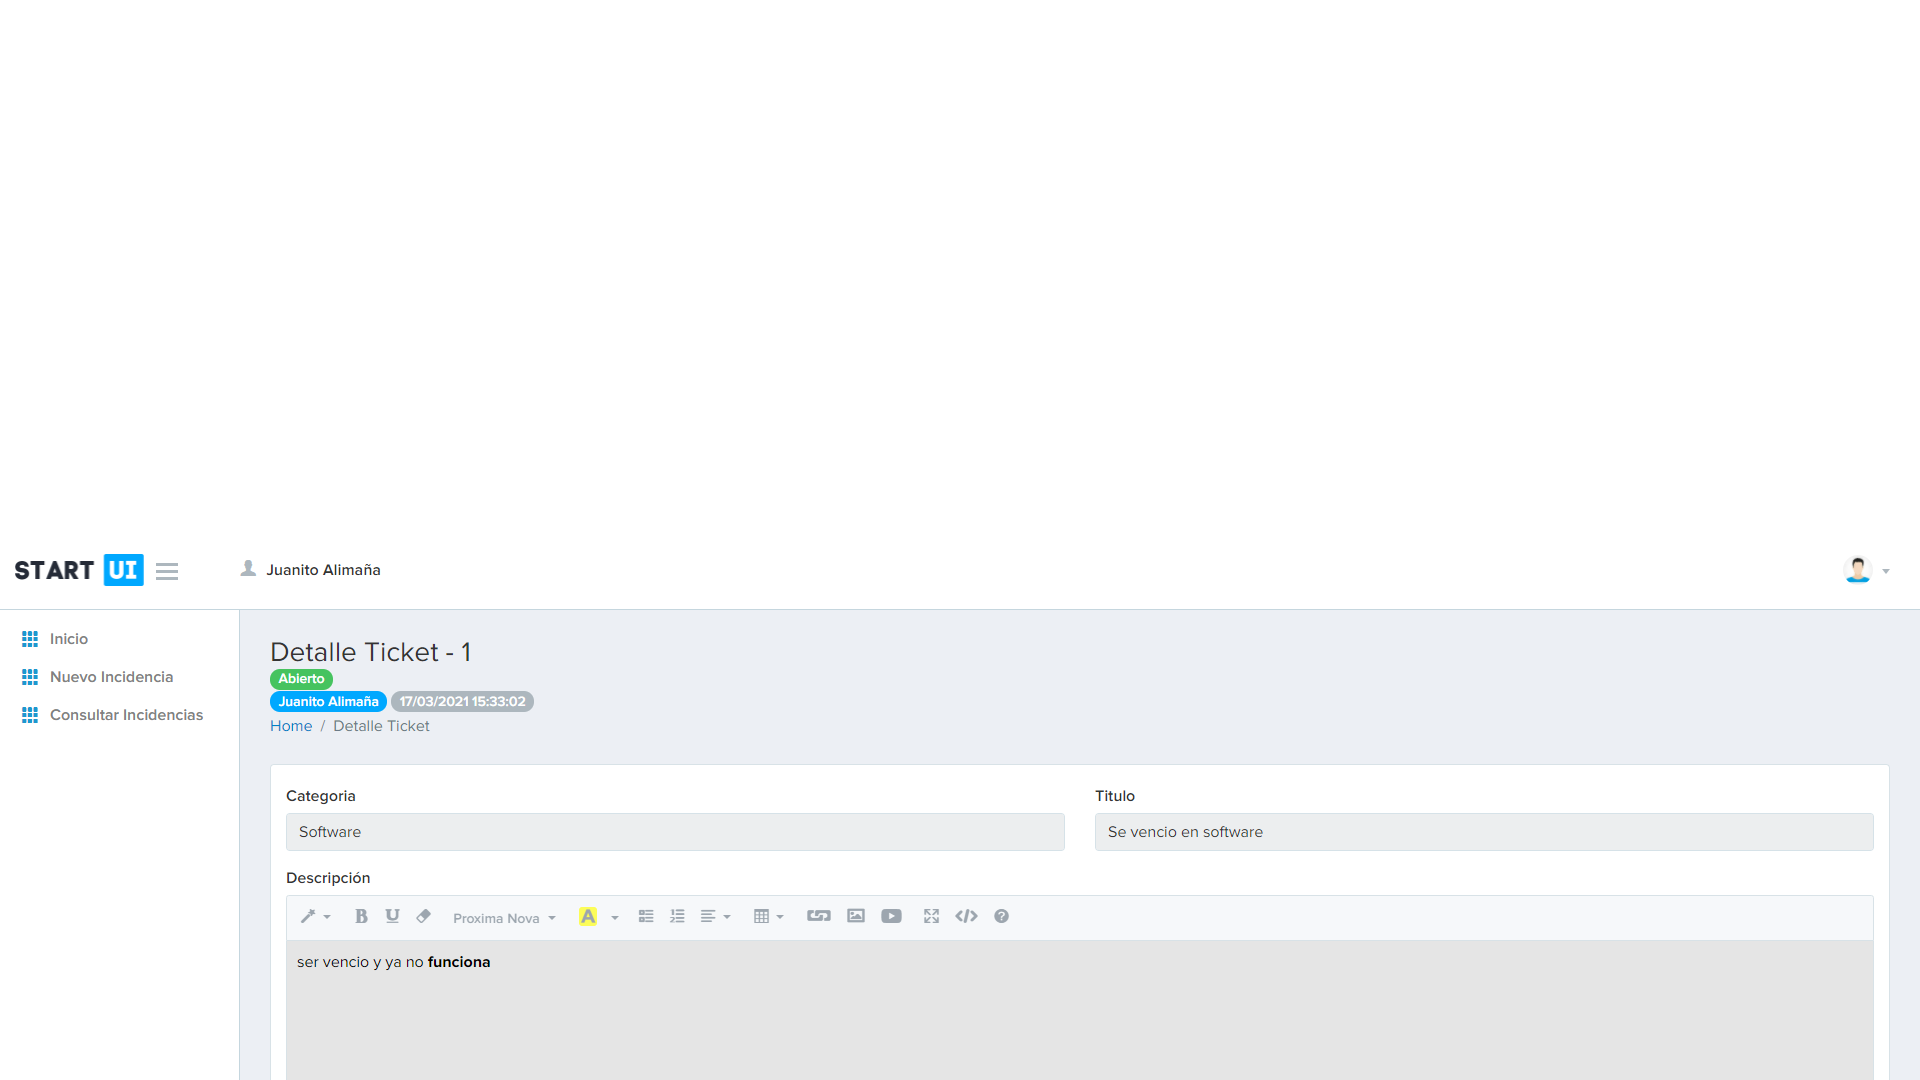 START UI
Juanito Alimaña
Inicio
Nuevo Incidencia
Consultar Incidencias
Detalle Ticket - 1
Abierto
Juanito Alimaña 17/03/2021 15:33:02
Home / Detalle Ticket
Categoria
Titulo
Software
Se vencio en software
Descripción
B U Proxima Nova A
ser vencio y ya no funciona